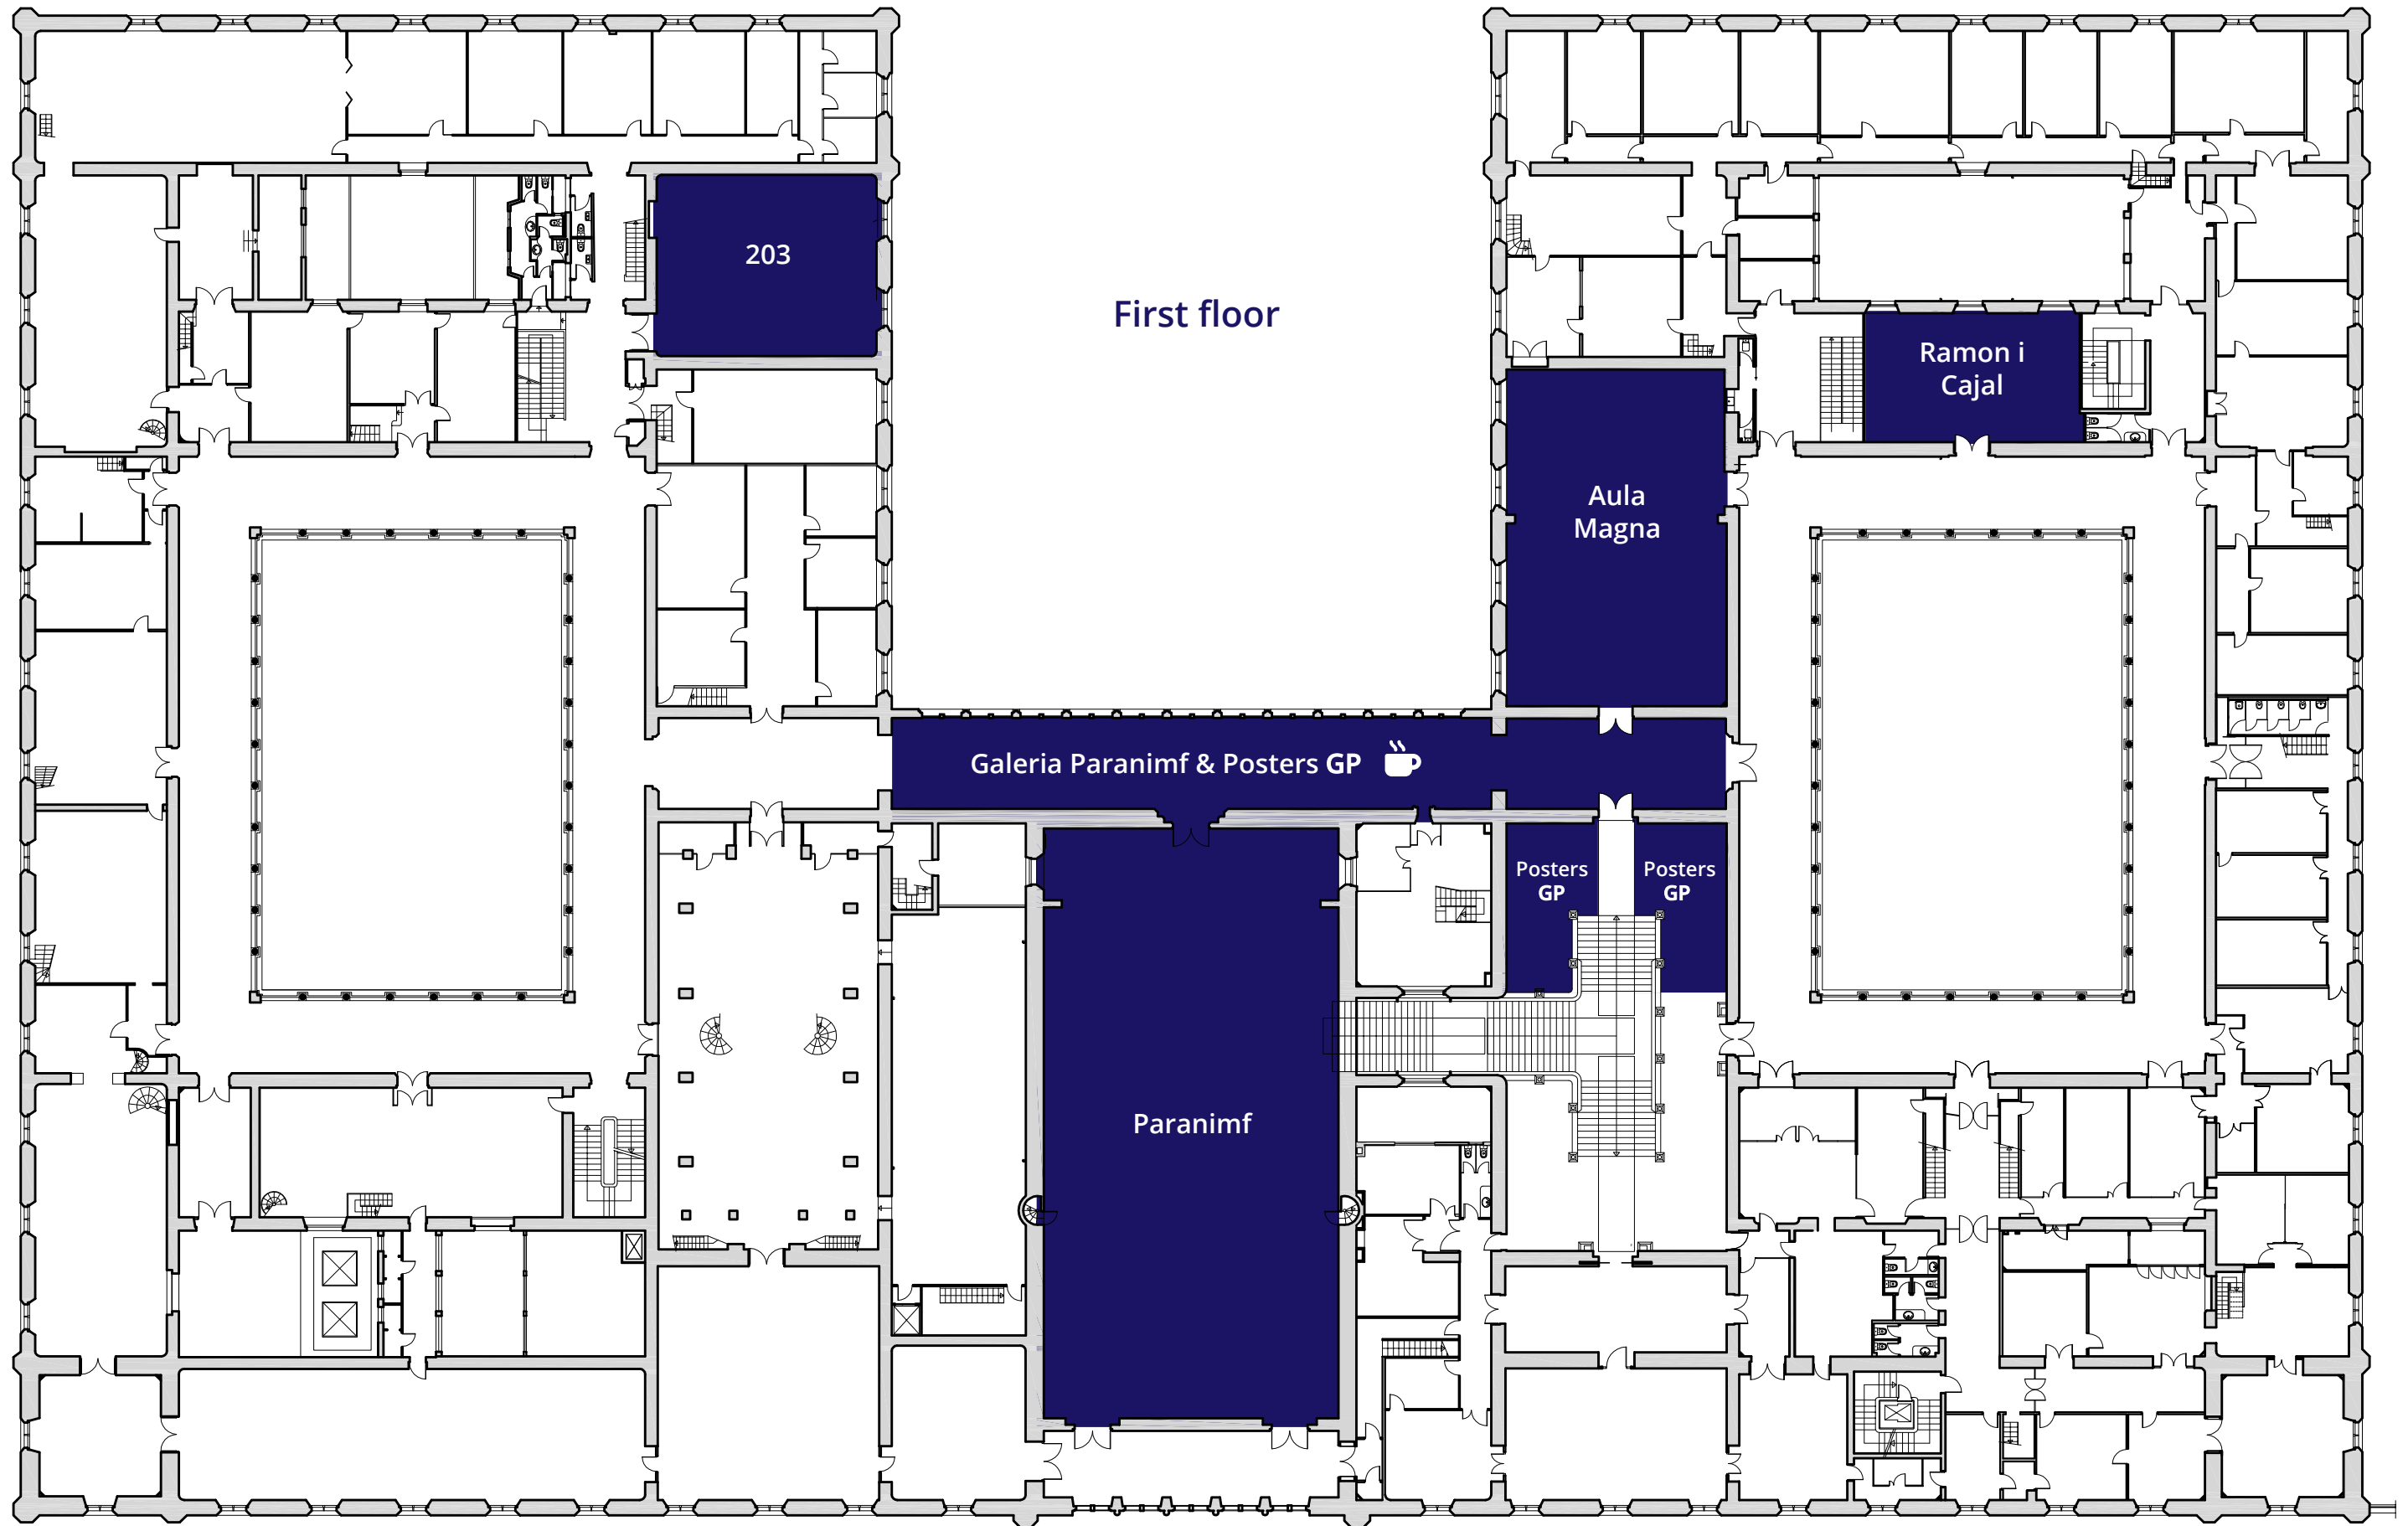 203
First floor
Ramon i
Cajal
Aula
Magna
Galeria Paranimf & Posters GP
Posters
GP
Posters
GP
Paranimf